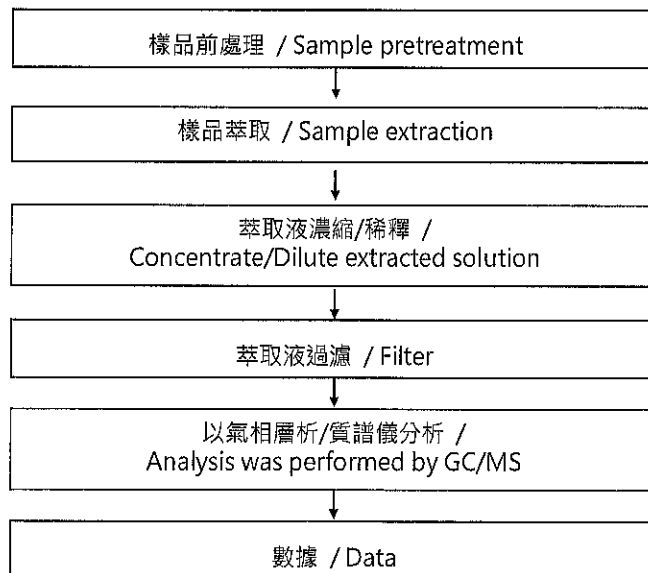 樣品前處理 / Sample pretreatment
樣品萃取 / Sample extraction
萃取液濃縮/稀釋 /
Concentrate/Dilute extracted solution
萃取液過濾 / Filter
以氣相層析/質譜儀分析 /
Analysis was performed by GC/MS
數據 / Data